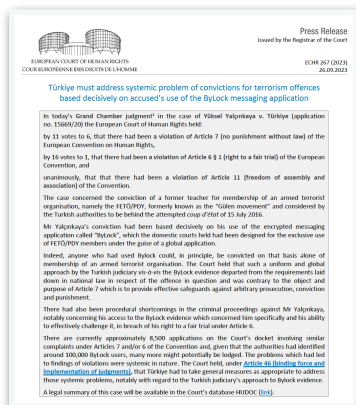 Press Release
issued by the Registrar of the Court
EUROPEAN COURT OF HUMAN RIGHTS
COUR EUROPÉENNE DES DROITS DE L'HOMME
ECHR 267 (2023)
26.09.2023
Türkiye must address systemic problem of convictions for terrorism offences
based decisively on accused's use of the ByLock messaging application
In today's Grand Chamber judgment¹ in the case of Yüksel Yalçınkaya v. Türkiye (application
no. 15669/20) the European Court of Human Rights held:
by 11 votes to 6, that there had been a violation of Article 7 (no punishment without law) of the
European Convention on Human Rights,
by 16 votes to 1, that there had been a violation of Article 6 § 1 (right to a fair trial) of the European
Convention, and
unanimously, that that there had been a violation of Article 11 (freedom of assembly and
association) of the Convention.
The case concerned the conviction of a former teacher for membership of an armed terrorist
organisation, namely the FETÖ/PDY, formerly known as the "Gülen movement" and considered by
the Turkish authorities to be behind the attempted coup d'état of 15 July 2016.
Mr Yalçınkaya's conviction had been based decisively on his use of the encrypted messaging
application called "ByLock", which the domestic courts held had been designed for the exclusive use
of FETÖ/PDY members under the guise of a global application.
Indeed, anyone who had used Bylock could, in principle, be convicted on that basis alone of
membership of an armed terrorist organisation. The Court held that such a uniform and global
approach by the Turkish judiciary vis-à-vis the ByLock evidence departed from the requirements laid
down in national law in respect of the offence in question and was contrary to the object and
purpose of Article 7 which is to provide effective safeguards against arbitrary prosecution, conviction
and punishment.
There had also been procedural shortcomings in the criminal proceedings against Mr Yalçınkaya,
notably concerning his access to the ByLock evidence which concerned him specifically and his ability
to effectively challenge it, in breach of his right to fair trial under Article 6.
There are currently approximately 8,500 applications on the Court's docket involving similar
complaints under Articles 7 and/or 6 of the Convention and, given that the authorities had identified
around 100,000 ByLock users, many more might potentially be lodged. The problems which had led
to findings of violations were systemic in nature. The Court held, under Article 46 (binding force and
implementation of judgments), that Türkiye had to take general measures as appropriate to address
those systemic problems, notably with regard to the Turkish judiciary's approach to Bylock evidence.
A legal summary of this case will be available in the Court's database HUDOC (link).